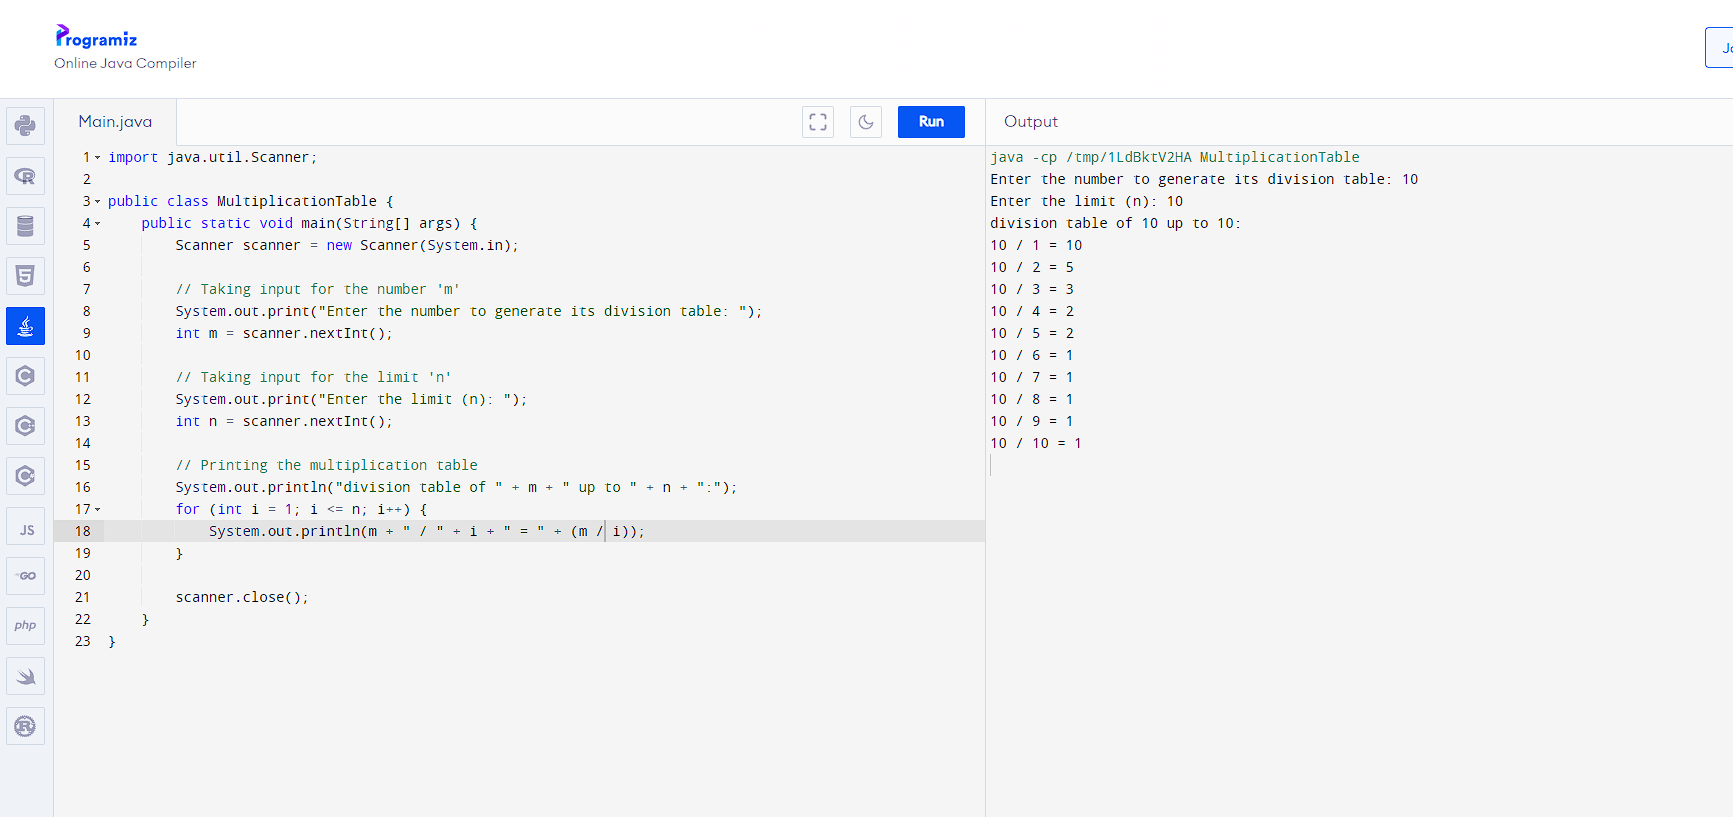 Programiz
Online Java Compiler
Main.java
Run
Output
1 import java.util.Scanner;
2
3 public class MultiplicationTable {
4 public static void main(String[] args) {
5 Scanner scanner = new Scanner(System.in);
6
7 // Taking input for the number 'm'
8 System.out.print("Enter the number to generate its division table: ");
9 int m = scanner.nextInt();
10
11 // Taking input for the limit 'n'
12 System.out.print("Enter the limit (n): ");
13 int n = scanner.nextInt();
14
15 // Printing the multiplication table
16 System.out.println("division table of " + m + " up to " + n + ":");
17 for (int i = 1; i <= n; i++) {
18 System.out.println(m + " / " + i + " = " + (m / i));
19 }
20
21 scanner.close();
22 }
23 }
java -cp /tmp/1LdBktV2HA MultiplicationTable
Enter the number to generate its division table: 10
Enter the limit (n): 10
division table of 10 up to 10:
10 / 1 = 10
10 / 2 = 5
10 / 3 = 3
10 / 4 = 2
10 / 5 = 2
10 / 6 = 1
10 / 7 = 1
10 / 8 = 1
10 / 9 = 1
10 / 10 = 1
JS
GO
php